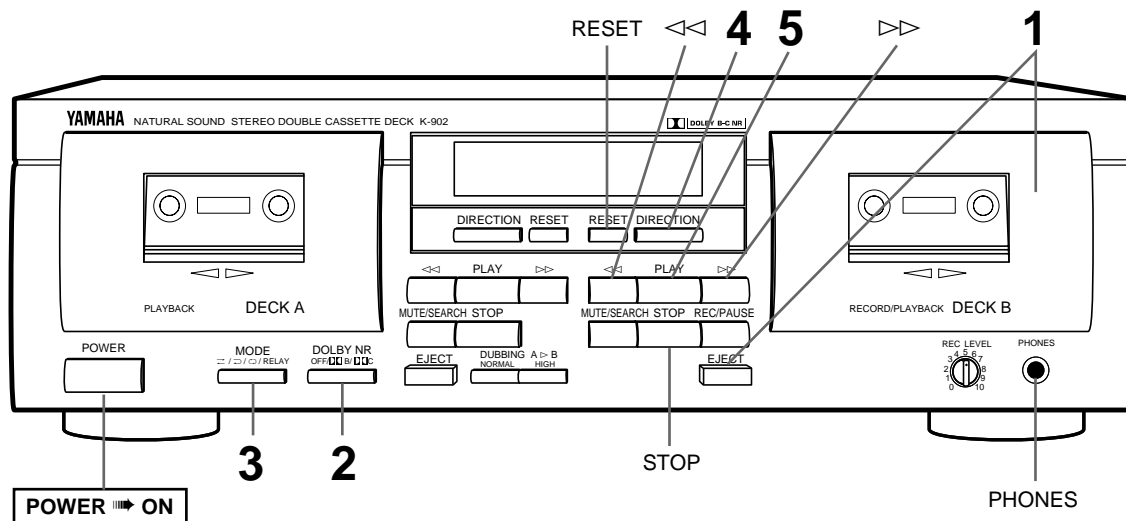 RESET ◁◁ 4 5 ▷▷ 1
YAMAHA NATURAL SOUND STEREO DOUBLE CASSETTE DECK K-902
DOLBY B-C NR
DIRECTION RESET RESET DIRECTION
◁◁ PLAY ▷▷ ◁◁ PLAY ▷▷
PLAYBACK DECK A
MUTE/SEARCH STOP MUTE/SEARCH STOP REC/PAUSE
RECORD/PLAYBACK DECK B
POWER
MODE
⇄ / ⊃ / ⊂⊃ / RELAY
DOLBY NR
OFF/ B/ C
EJECT
DUBBING A ▷ B
NORMAL HIGH
EJECT
REC LEVEL
0 1 2 3 4 5 6 7 8 9 10
PHONES
3 2
STOP
PHONES
POWER ➠ ON